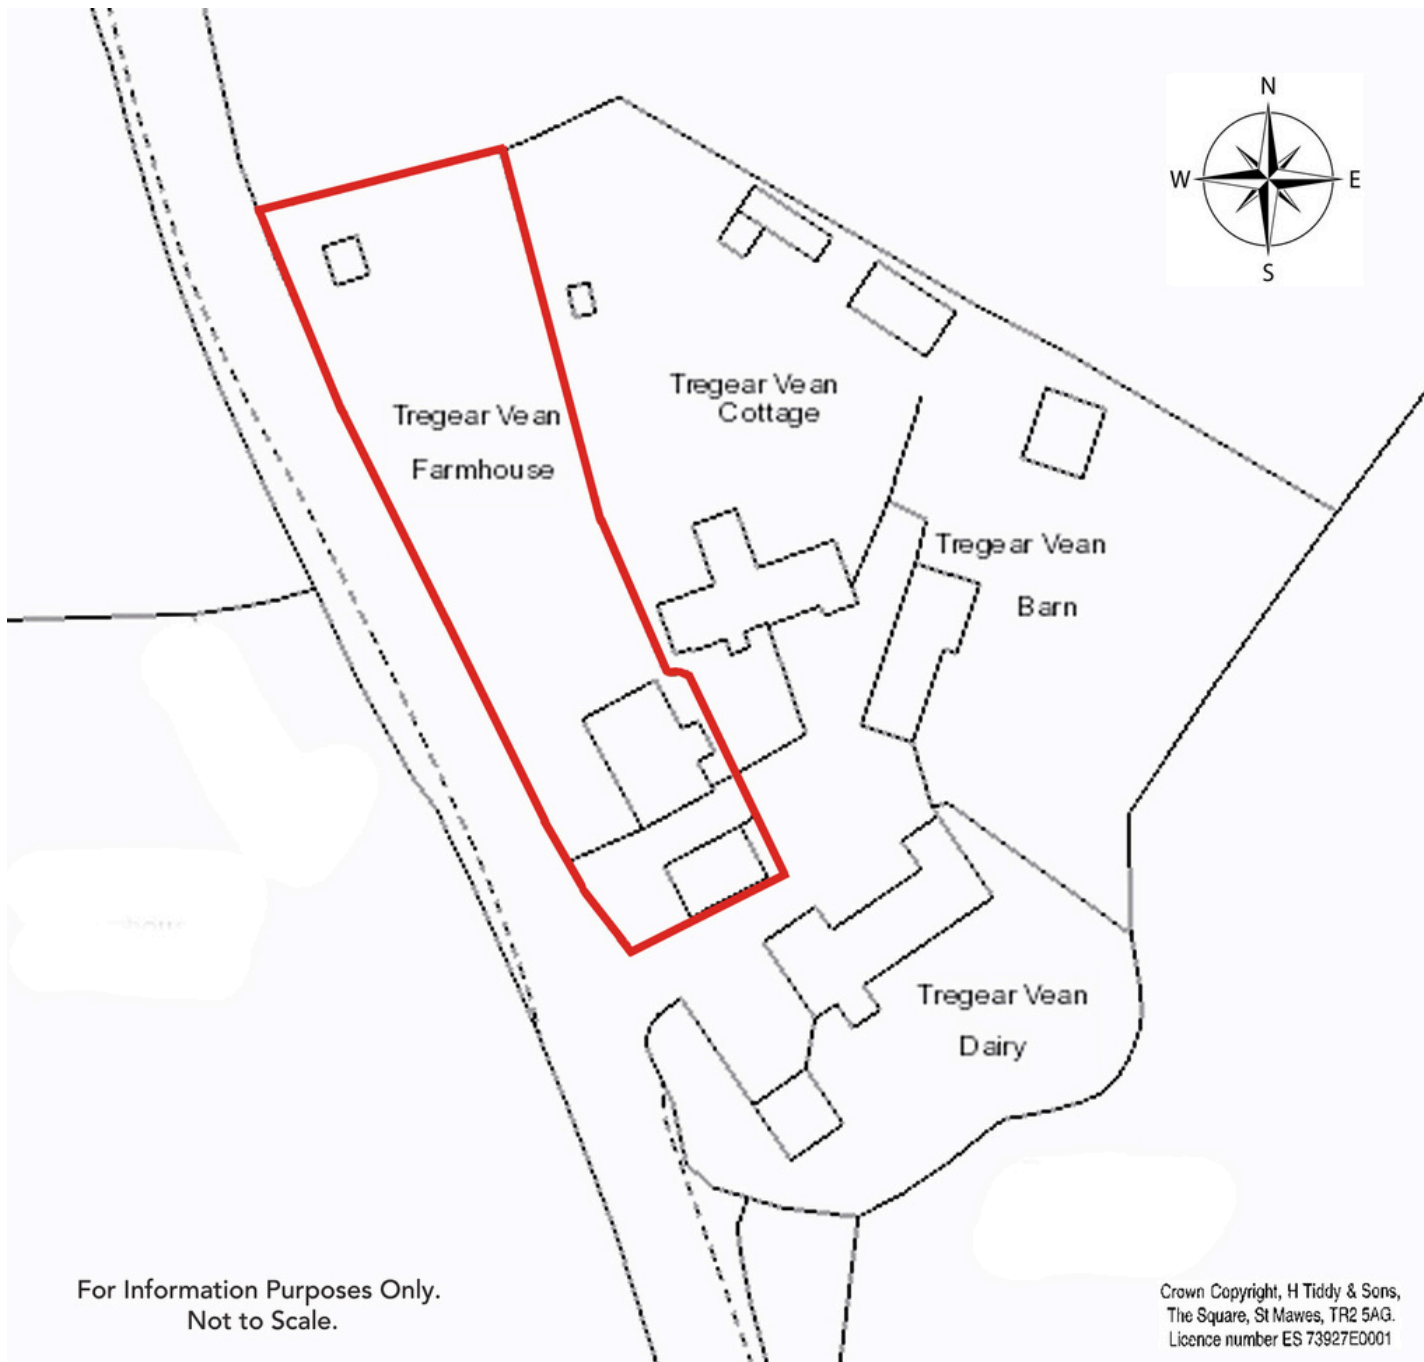 N
W E
S
Tregear Vean
Cottage
Tregear Vean
Farmhouse
Tregear Vean
Barn
Tregear Vean
Dairy
For Information Purposes Only.
Not to Scale.
Crown Copyright, H Tiddy & Sons,
The Square, St Mawes, TR2 5AG.
Licence number ES 73927E0001